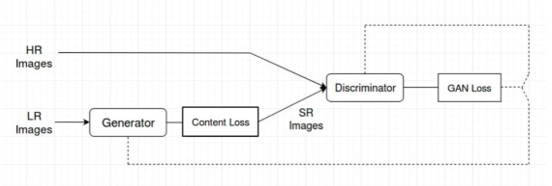 HR
Images
LR
Images
Generator
Content Loss
SR
Images
Discriminator
GAN Loss